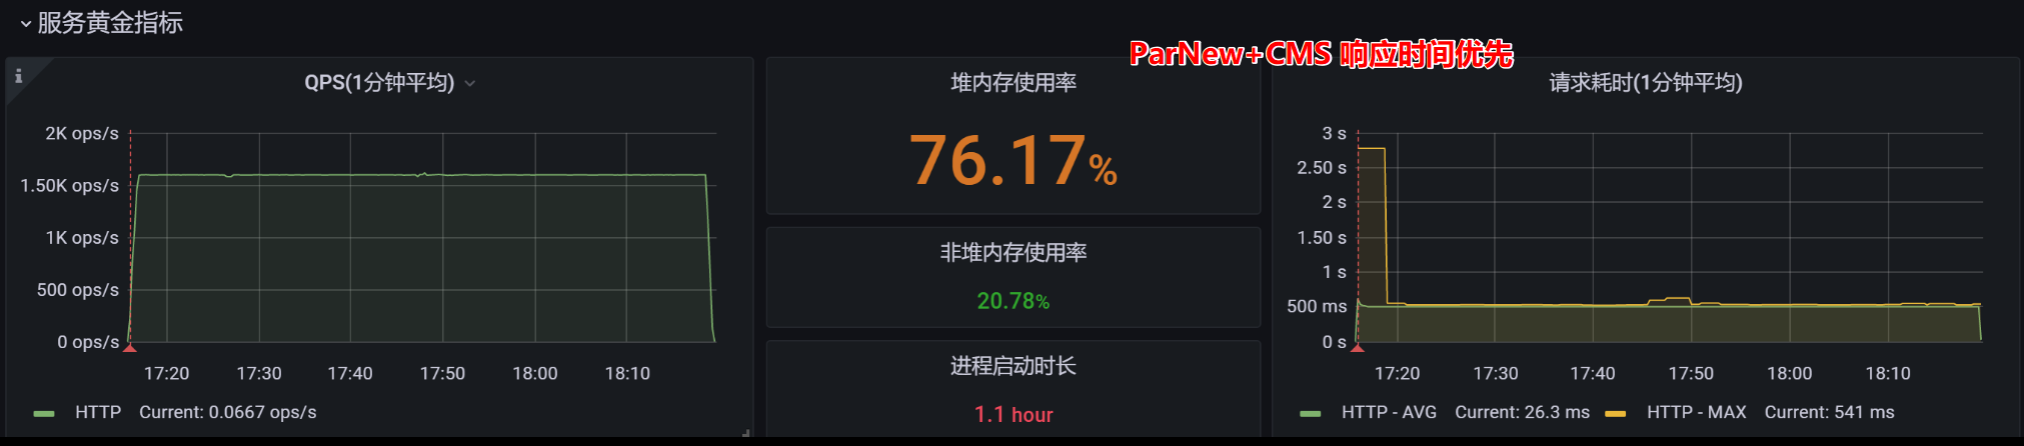 服务黄金指标
ParNew+CMS 响应时间优先
i
QPS(1分钟平均)
2K ops/s
1.50K ops/s
1K ops/s
500 ops/s
0 ops/s
17:20 17:30 17:40 17:50 18:00 18:10
HTTP Current: 0.0667 ops/s
堆内存使用率
76.17%
非堆内存使用率
20.78%
进程启动时长
1.1 hour
请求耗时(1分钟平均)
3 s
2.50 s
2 s
1.50 s
1 s
500 ms
0 s
17:20 17:30 17:40 17:50 18:00 18:10
HTTP - AVG Current: 26.3 ms HTTP - MAX Current: 541 ms